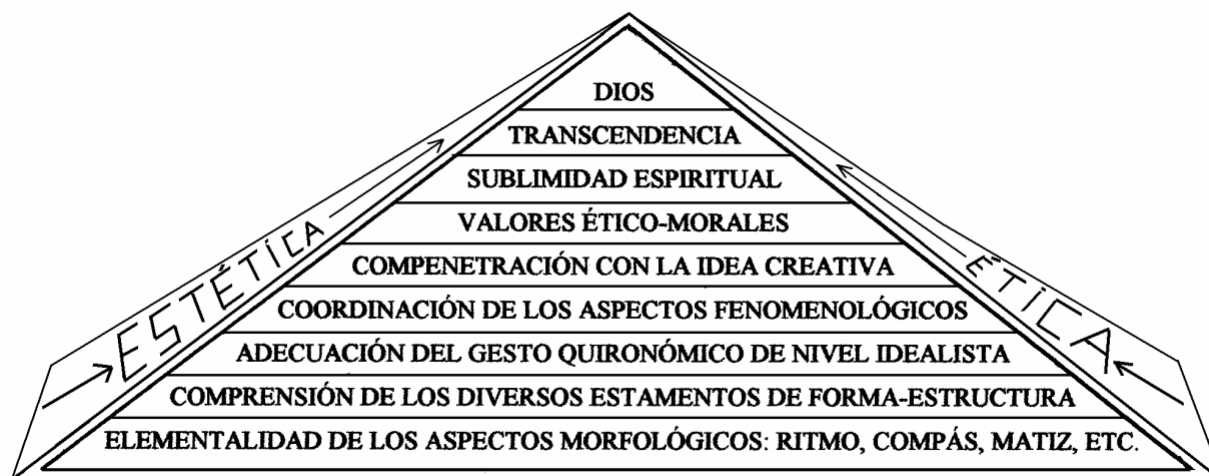 DIOS
TRANSCENDENCIA
SUBLIMIDAD ESPIRITUAL
VALORES ÉTICO-MORALES
COMPENETRACIÓN CON LA IDEA CREATIVA
COORDINACIÓN DE LOS ASPECTOS FENOMENOLÓGICOS
ADECUACIÓN DEL GESTO QUIRONÓMICO DE NIVEL IDEALISTA
COMPRENSIÓN DE LOS DIVERSOS ESTAMENTOS DE FORMA-ESTRUCTURA
ELEMENTALIDAD DE LOS ASPECTOS MORFOLÓGICOS: RITMO, COMPÁS, MATIZ, ETC.
ESTÉTÍCA
ÉTÍCA